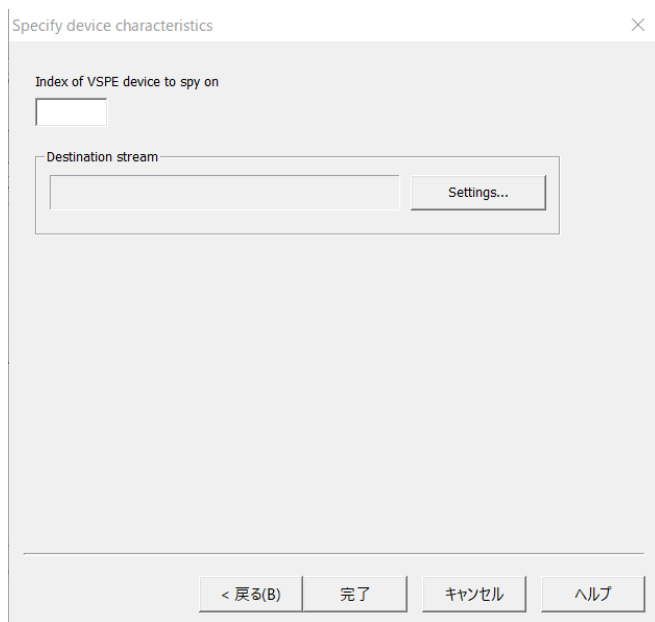 Specify device characteristics
Index of VSPE device to spy on
Destination stream
Settings...
< 戻る(B)
完了
キャンセル
ヘルプ